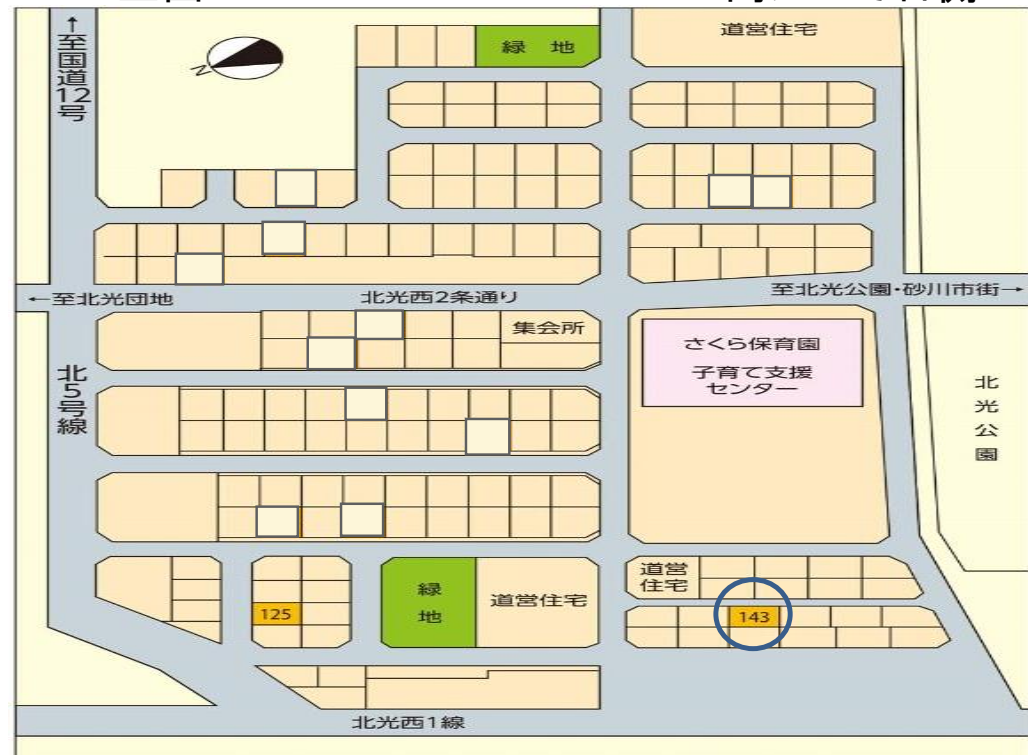 ↑至国道12号
N
緑地
道営住宅
←至北光団地
北光西2条通り
至北光公園・砂川市街→
集会所
さくら保育園
子育て支援
センター
北5号線
北光公園
緑地
道営住宅
道営
住宅
125
143
北光西1線